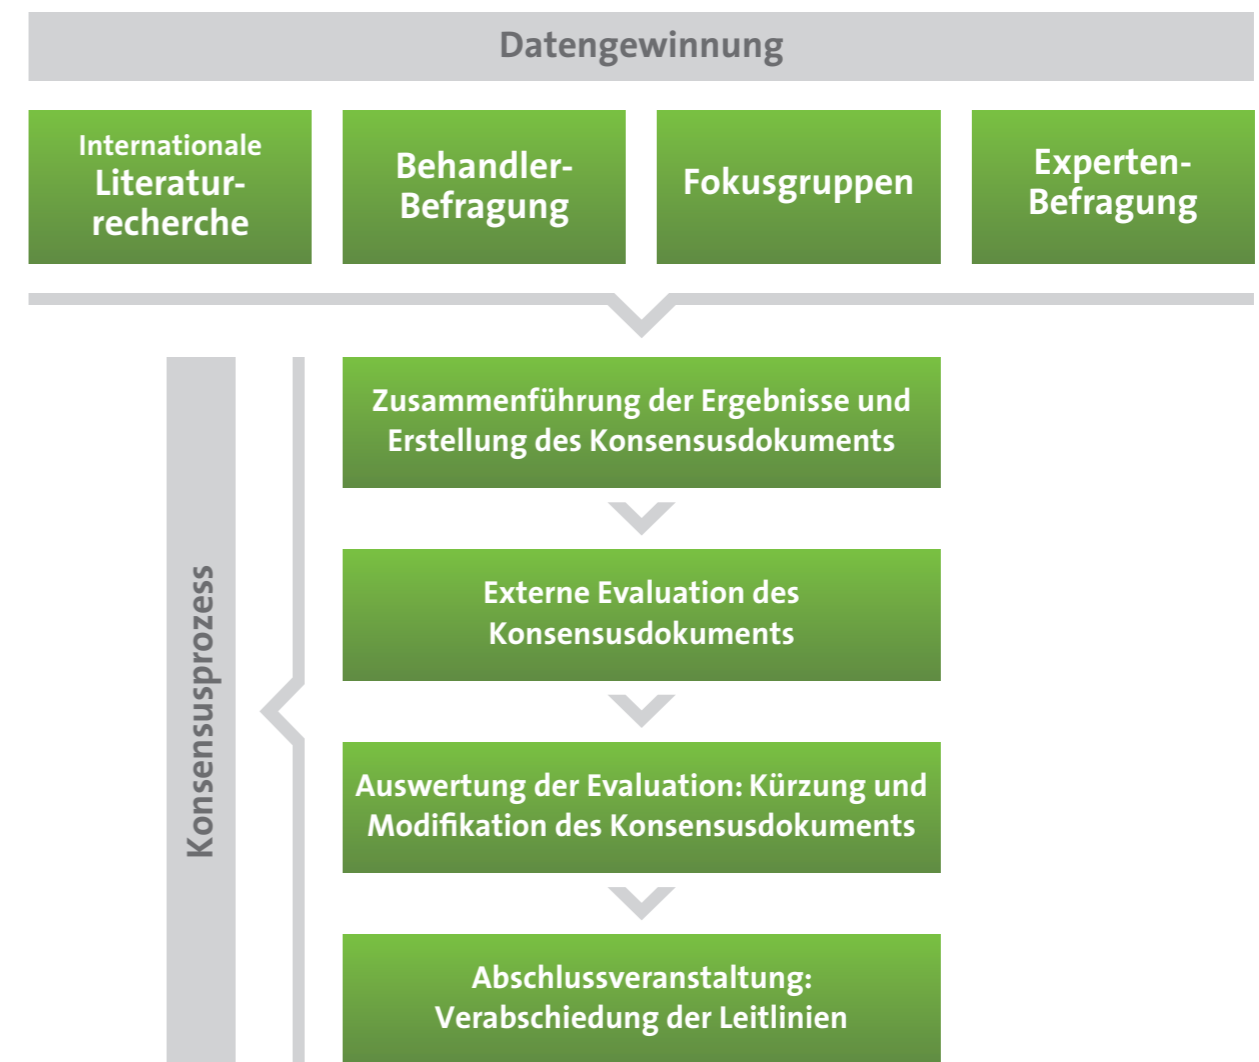 Datengewinnung
Internationale
Literatur-
recherche
Behandler-
Befragung
Fokusgruppen
Experten-
Befragung
Konsensusprozess
Zusammenführung der Ergebnisse und
Erstellung des Konsensusdokuments
Externe Evaluation des
Konsensusdokuments
Auswertung der Evaluation: Kürzung und
Modifikation des Konsensusdokuments
Abschlussveranstaltung:
Verabschiedung der Leitlinien